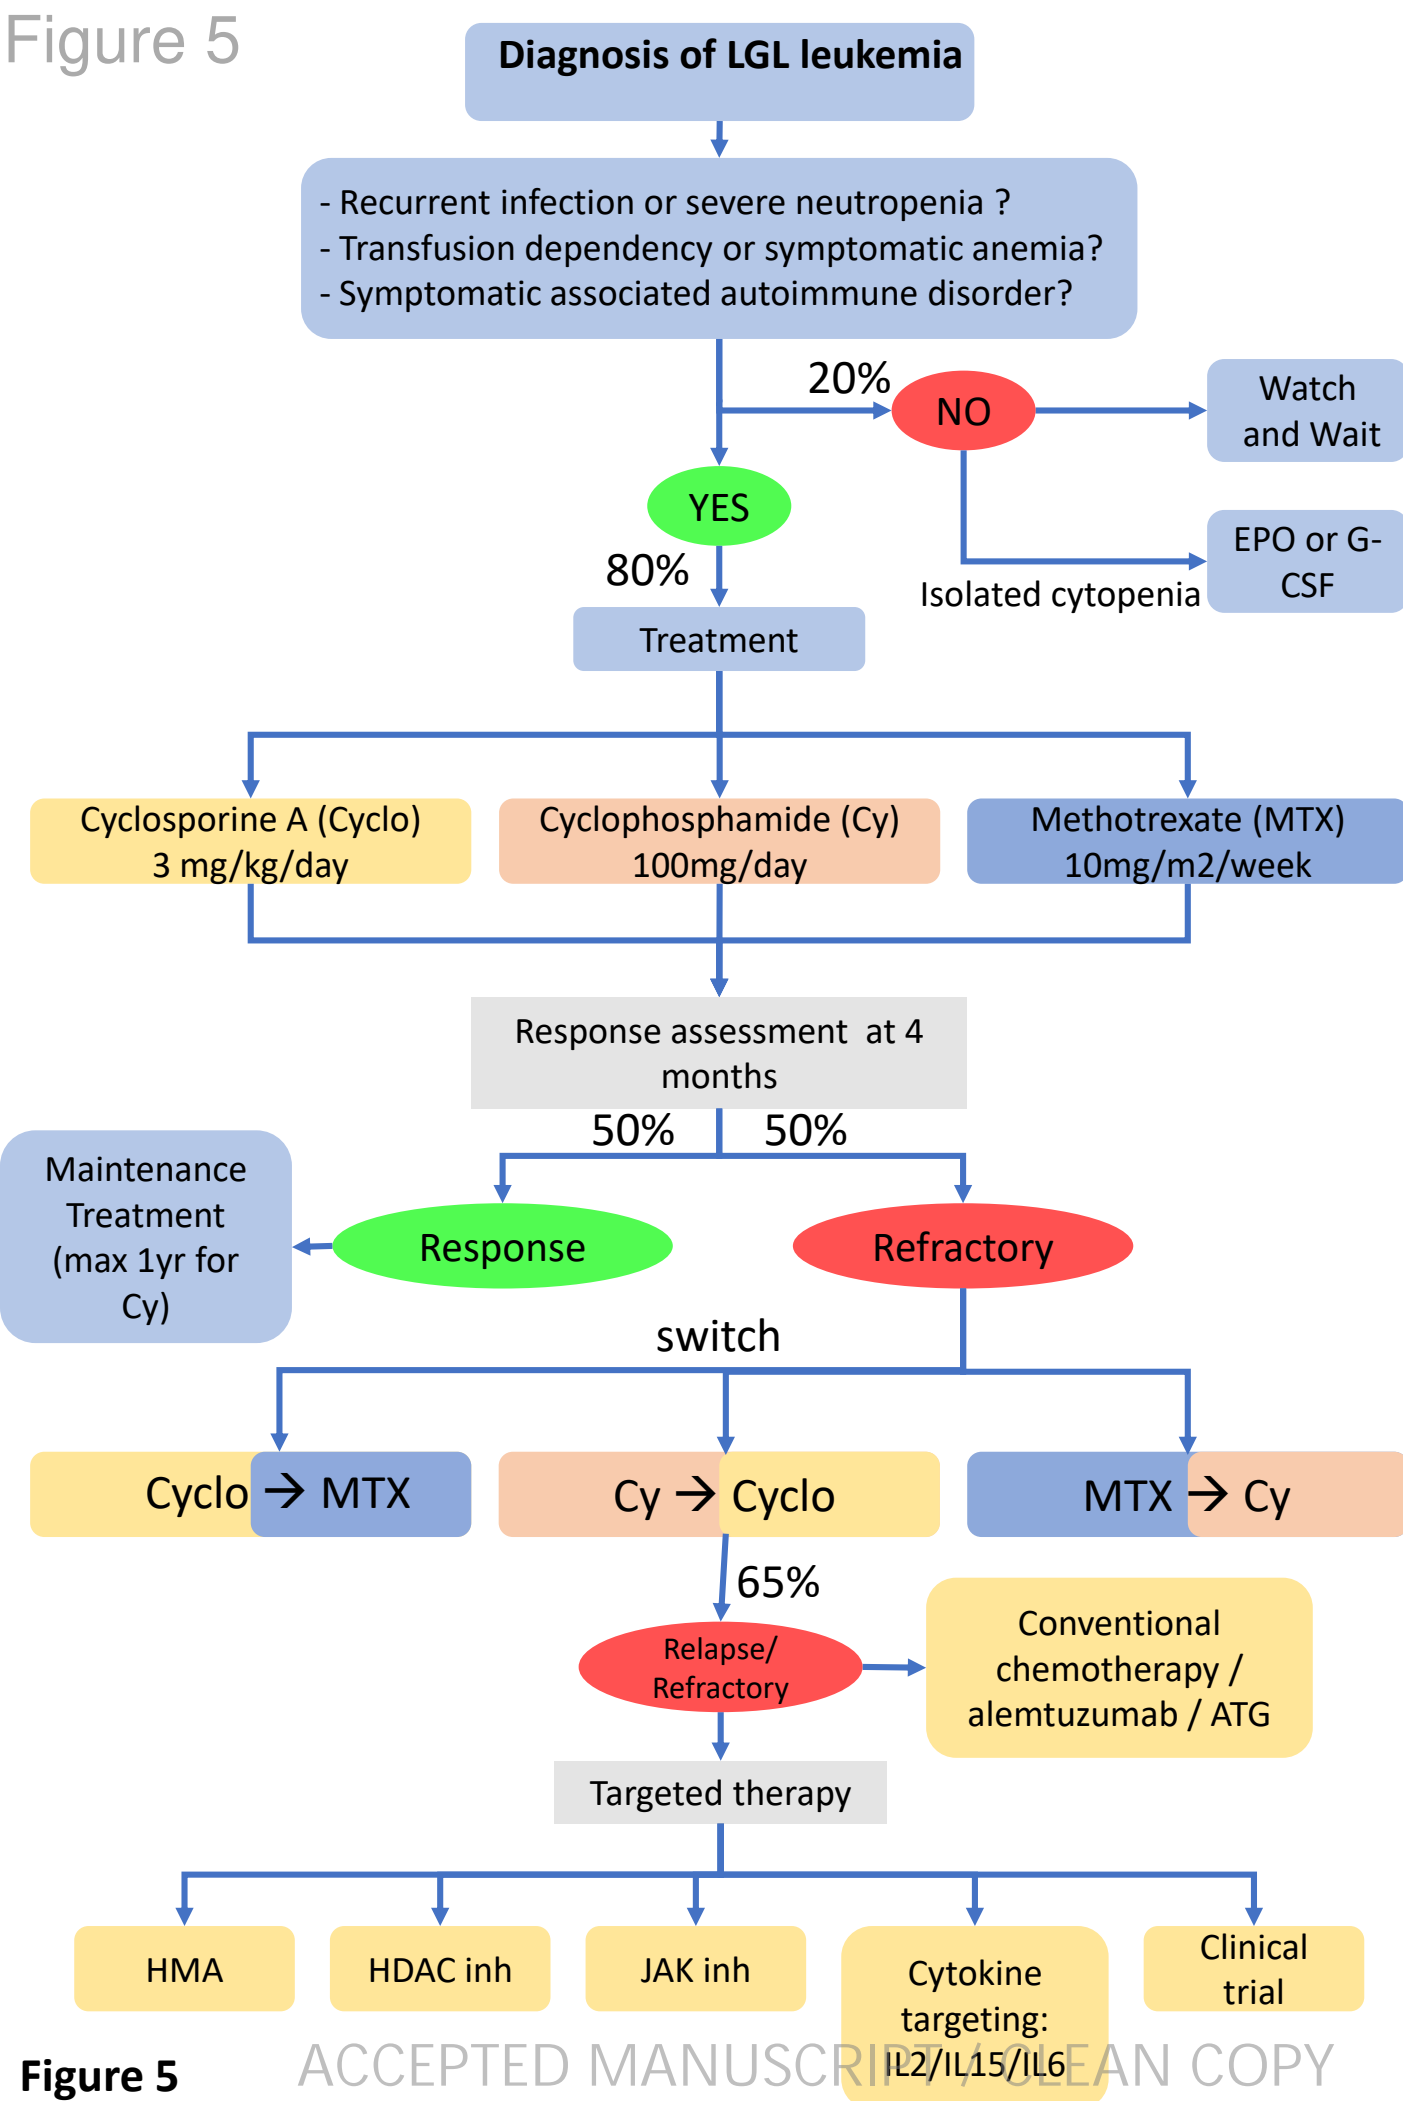 Figure 5
Diagnosis of LGL leukemia
- Recurrent infection or severe neutropenia ?
- Transfusion dependency or symptomatic anemia?
- Symptomatic associated autoimmune disorder?
20%
NO
Watch
and Wait
YES
80%
EPO or G-
CSF
Isolated cytopenia
Treatment
Cyclosporine A (Cyclo)
3 mg/kg/day
Cyclophosphamide (Cy)
100mg/day
Methotrexate (MTX)
10mg/m2/week
Response assessment at 4
months
50%
50%
Maintenance
Treatment
(max 1yr for
Cy)
Response
Refractory
switch
Cyclo → MTX
Cy → Cyclo
MTX → Cy
65%
Relapse/
Refractory
Conventional
chemotherapy /
alemtuzumab / ATG
Targeted therapy
HMA
HDAC inh
JAK inh
Cytokine
targeting:
IL2/IL15/IL6
Clinical
trial
Figure 5
ACCEPTED MANUSCRIPT / CLEAN COPY